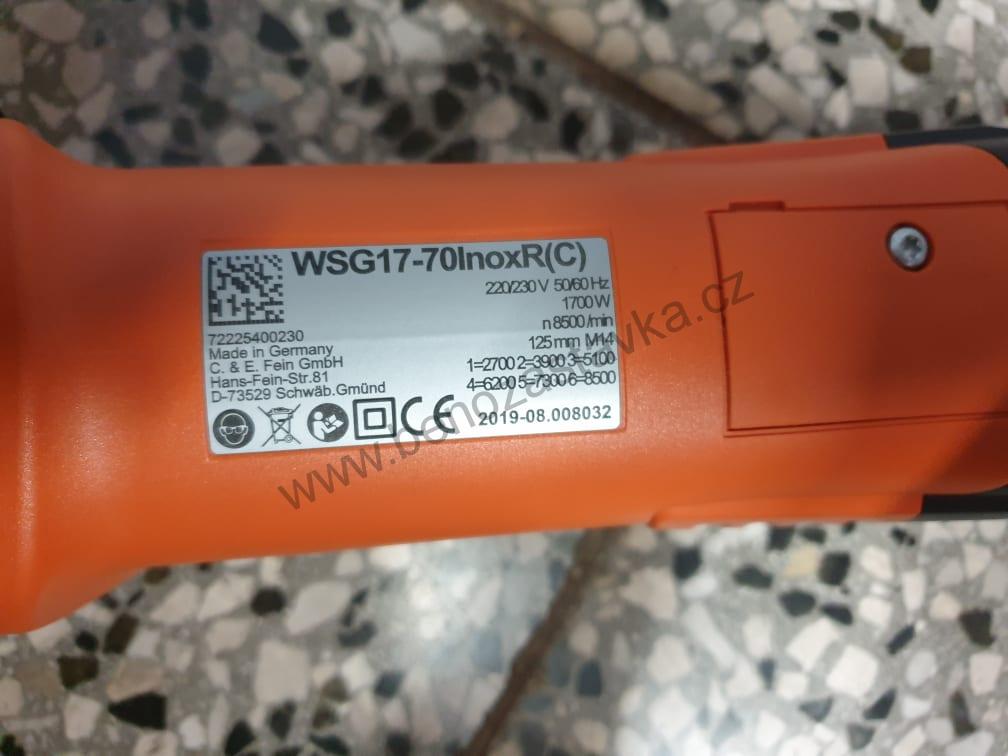 WSG17-70InoxR(C)
220/230 V 50/60 Hz
1700 W
n 8500 /min
125 mm M14
1=2700 2=3900 3=5100
4=6200 5=7300 6=8500
72225400230
Made in Germany
C. & E. Fein GmbH
Hans-Fein-Str.81
D-73529 Schwäb.Gmünd
CE
2019-08.008032
www.benozastavka.cz